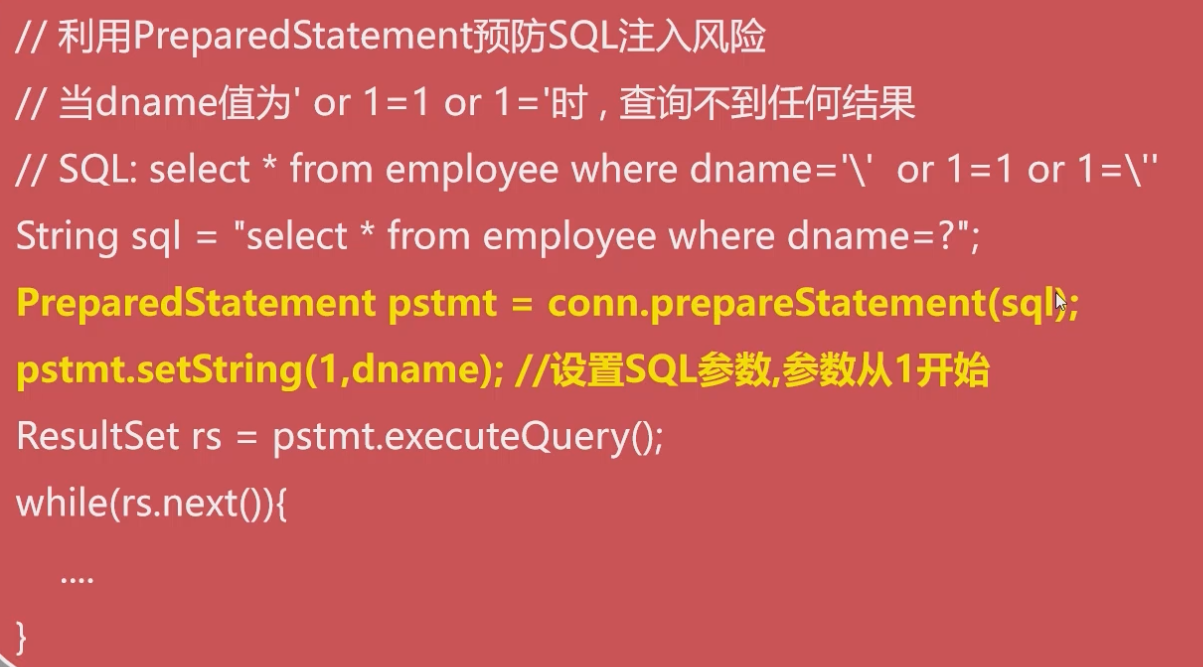 // 利用PreparedStatement预防SQL注入风险
// 当dname值为' or 1=1 or 1='时 , 查询不到任何结果
// SQL: select * from employee where dname='\'  or 1=1 or 1=\''
String sql = "select * from employee where dname=?";
PreparedStatement pstmt = conn.prepareStatement(sql);
pstmt.setString(1,dname); //设置SQL参数,参数从1开始
ResultSet rs = pstmt.executeQuery();
while(rs.next()){
....
}